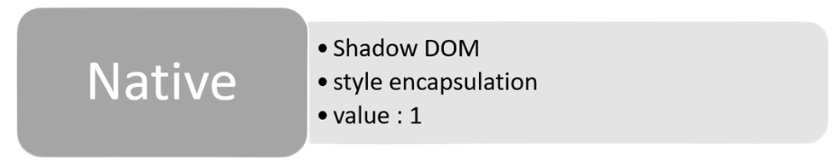 Native
• Shadow DOM
• style encapsulation
• value : 1